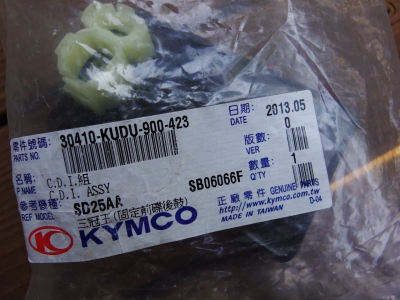 零件號碼: 30410-KUDU-900-423
PARTS NO.
日期: 2013.05
DATE
版數: 0
VER
名稱: C.D.I.組
P.NAME C.D.I. ASSY
數量: 1
Q'TY
參考機種: SD25AA
REF MODEL
SB06066F
三冠王(固定前碟後鼓)
KYMCO
正廠零件 GENUINE PARTS
http://www.kymco.com.tw
MADE IN TAIWAN
D-04